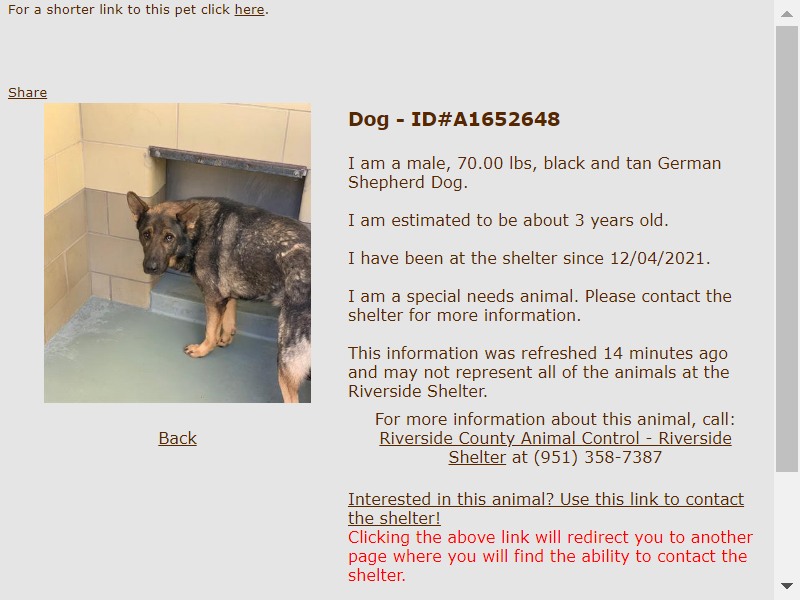 For a shorter link to this pet click here.
Share
Dog - ID#A1652648
I am a male, 70.00 lbs, black and tan German
Shepherd Dog.
I am estimated to be about 3 years old.
I have been at the shelter since 12/04/2021.
I am a special needs animal. Please contact the
shelter for more information.
This information was refreshed 14 minutes ago
and may not represent all of the animals at the
Riverside Shelter.
For more information about this animal, call:
Riverside County Animal Control - Riverside
Shelter at (951) 358-7387
Back
Interested in this animal? Use this link to contact
the shelter!
Clicking the above link will redirect you to another
page where you will find the ability to contact the
shelter.